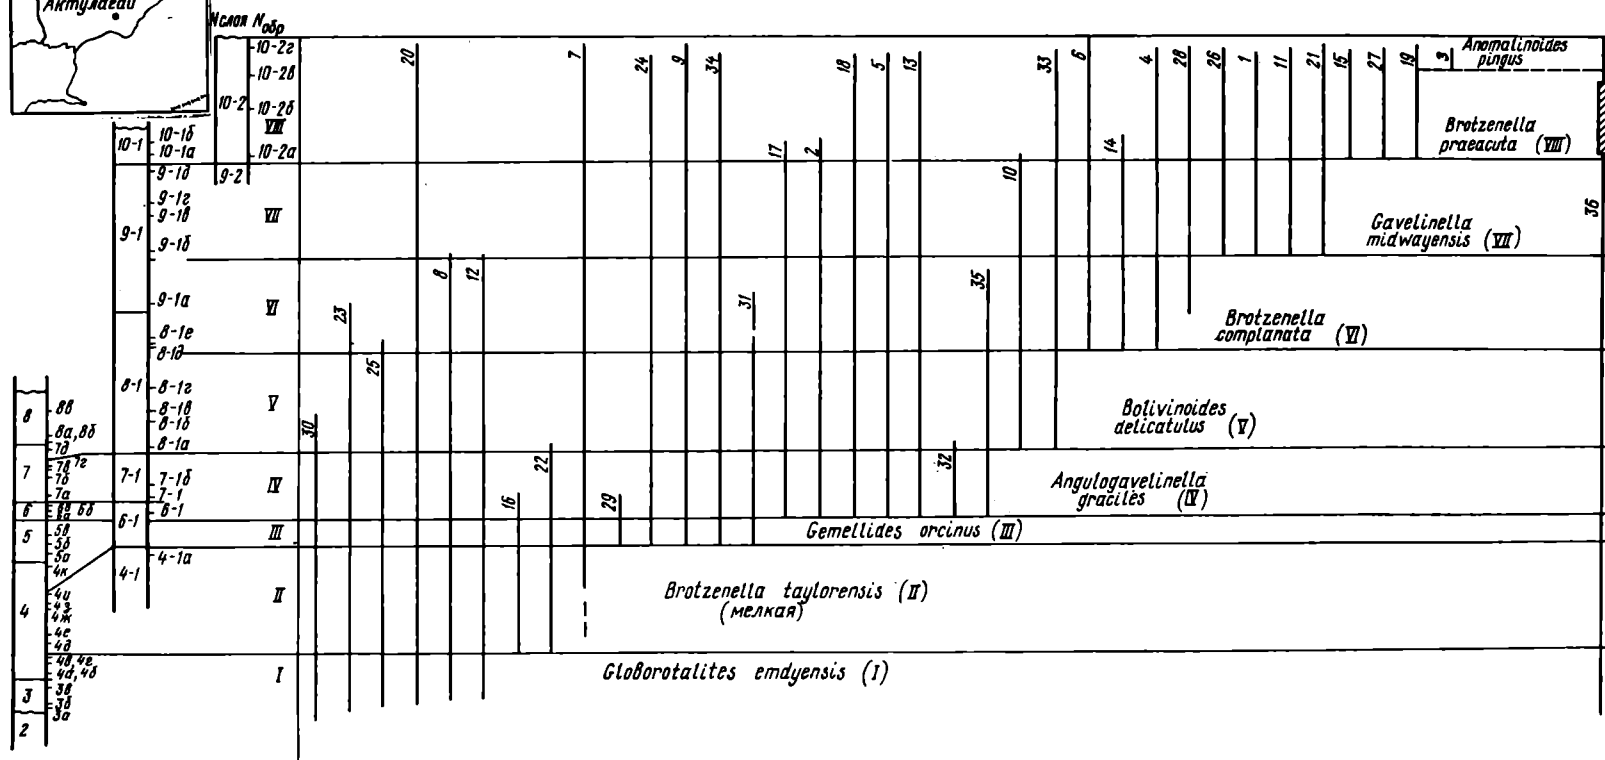 Актулагай
Nслоя Nобр
10-2г
10-2в
10-2
10-2б
VIII
10-2а
9-2
10-1
10-1б
10-1а
9-1д
9-1г
9-1в
9-1
9-1б
VII
9-1а
VI
8-1е
8-1д
8-1
8-1г
8-1в
8-1б
8-1а
V
8
8в
8а, 8б
7д
7
7в 7г
7б
7а
7-1
7-1б
7-1
IV
6
6в 6б
6а
6-1
6-1
5
5в
5б
5а
III
4к
4-1
4-1а
4
4и
4з
4ж
4е
4д
II
4в, 4г
4а, 4б
I
3
3в
3б
3а
2
20
7
24
9
34
18
5
13
33
6
4
28
26
1
11
21
15
27
19
3
Anomalinoides
pingus
17
2
10
14
Brotzenella
praeacuta (VIII)
36
Gavelinella
midwayensis (VII)
8
12
23
25
31
35
Brotzenella
complanata (VI)
30
22
16
29
32
Bolivinoides
delicatulus (V)
Angulogavelinella
graciles (IV)
Gemellides orcinus (III)
Brotzenella taylorensis (II)
(мелкая)
Globorotalites emdyensis (I)